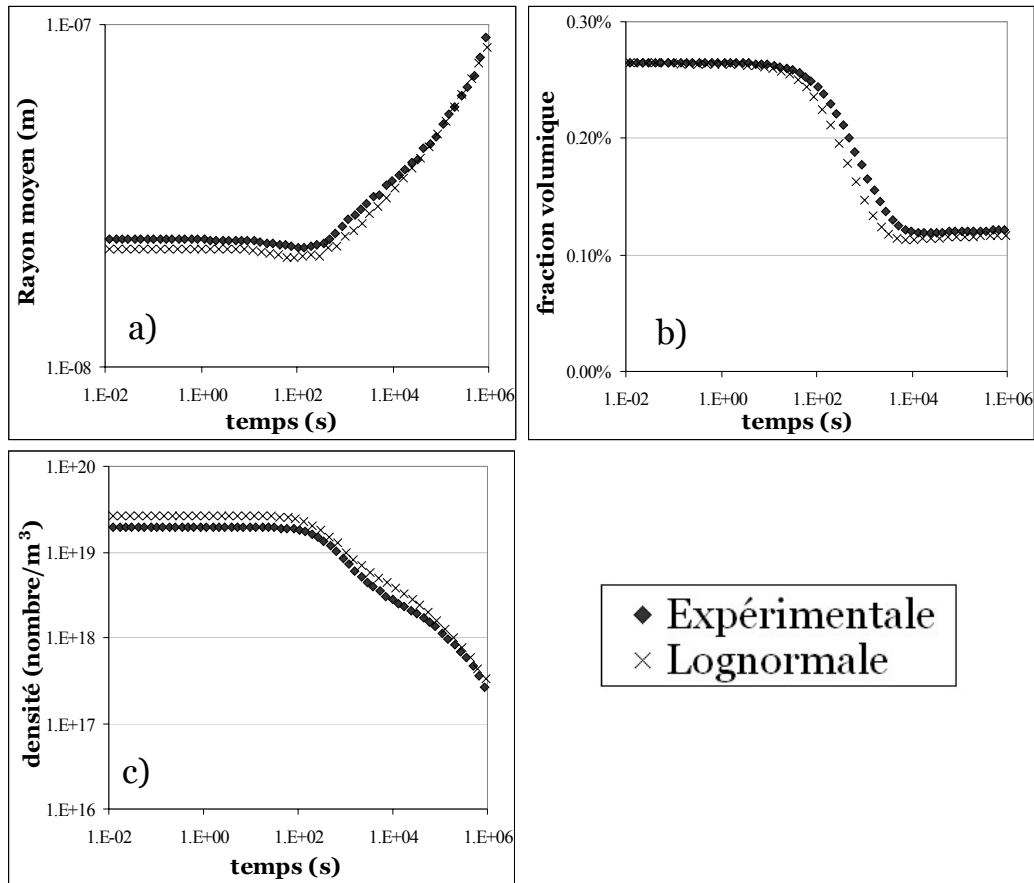 1.E-07
Rayon moyen (m)
a)
1.E-08
1.E-02 1.E+00 1.E+02 1.E+04 1.E+06
temps (s)
0.30%
0.20%
fraction volumique
0.10%
b)
0.00%
1.E-02 1.E+00 1.E+02 1.E+04 1.E+06
temps (s)
1.E+20
1.E+19
densité (nombre/m³)
1.E+18
1.E+17
c)
1.E+16
1.E-02 1.E+00 1.E+02 1.E+04 1.E+06
temps (s)
Expérimentale
Lognormale